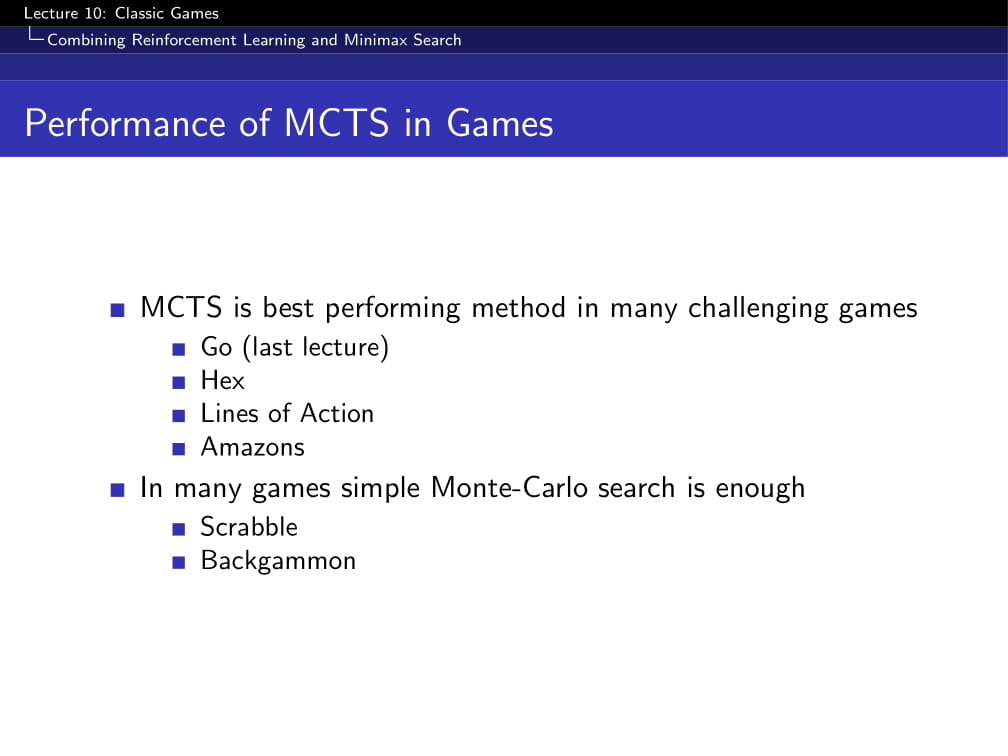 Lecture 10: Classic Games
Combining Reinforcement Learning and Minimax Search
Performance of MCTS in Games
MCTS is best performing method in many challenging games
Go (last lecture)
Hex
Lines of Action
Amazons
In many games simple Monte-Carlo search is enough
Scrabble
Backgammon